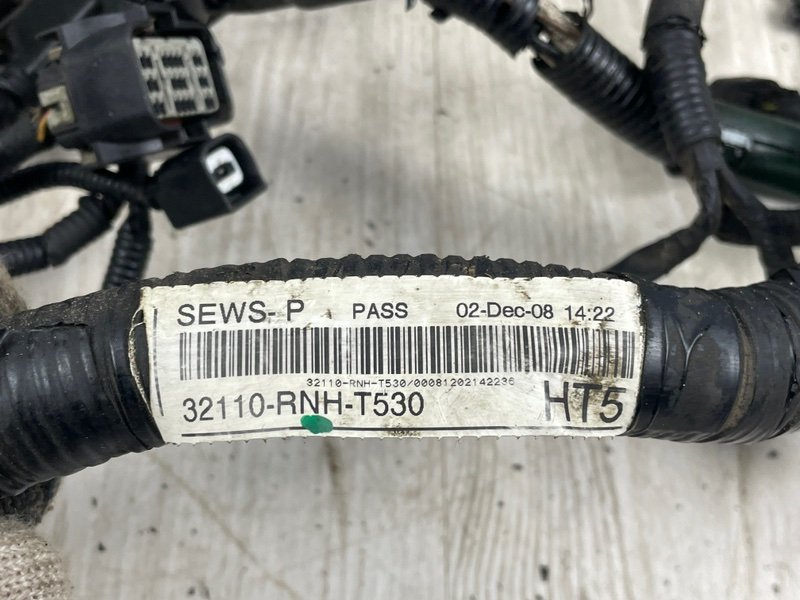 SEWS-P PASS 02-Dec-08 14:22
32110-RNH-T530/00081202142236
32110-RNH-T530 HT5